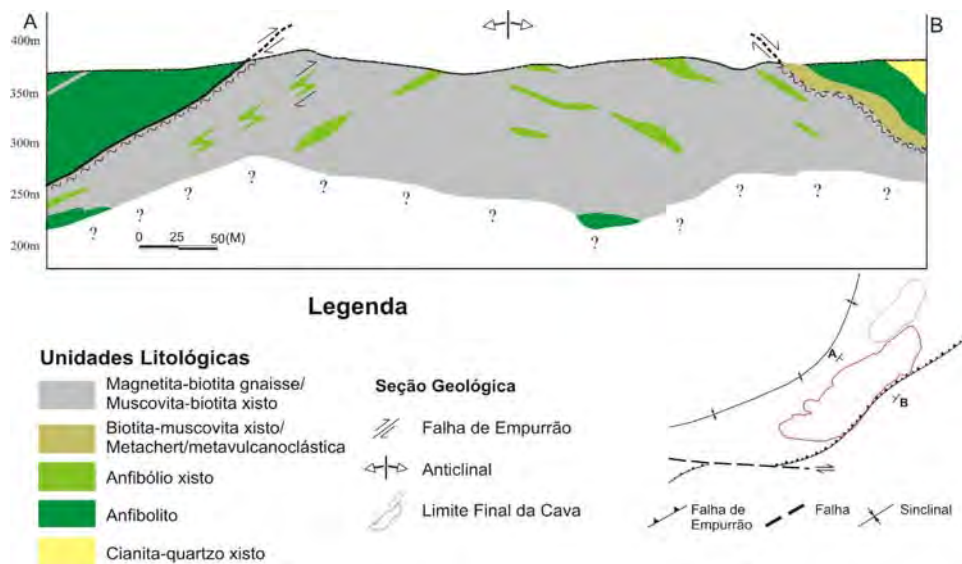 A
B
400m
350m
300m
250m
200m
? ? ? ? ? ? ? ? ? ? ? ?
0 25 50(M)
Legenda
Unidades Litológicas
Magnetita-biotita gnaisse/
Muscovita-biotita xisto
Biotita-muscovita xisto/
Metachert/metavulcanoclástica
Anfibólio xisto
Anfibolito
Cianita-quartzo xisto
Seção Geológica
Falha de Empurrão
Anticlinal
Limite Final da Cava
A
B
Falha de
Empurrão
Falha
Sinclinal